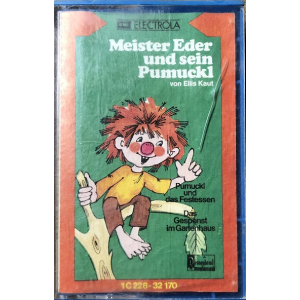 EMI ELECTROLA
Meister Eder
und sein
Pumuckl
von Ellis Kaut
Pumuckl
und
das Festessen
Das
Gespenst
im Gartenhaus
1 C 228-32 170